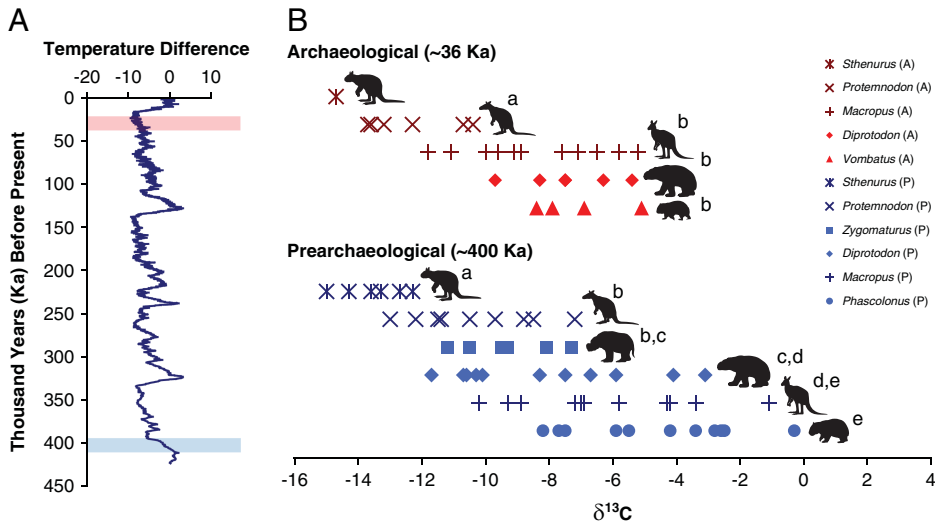 A
Temperature Difference
-20 -10 0 10
0
50
100
150
200
250
300
350
400
450
Thousand Years (Ka) Before Present
B
Archaeological (~36 Ka)
a
b
b
b
Prearchaeological (~400 Ka)
a
b
b,c
c,d
d,e
e
-16 -14 -12 -10 -8 -6 -4 -2 0 2 4
δ¹³C
Sthenurus (A)
Protemnodon (A)
Macropus (A)
Diprotodon (A)
Vombatus (A)
Sthenurus (P)
Protemnodon (P)
Zygomaturus (P)
Diprotodon (P)
Macropus (P)
Phascolonus (P)